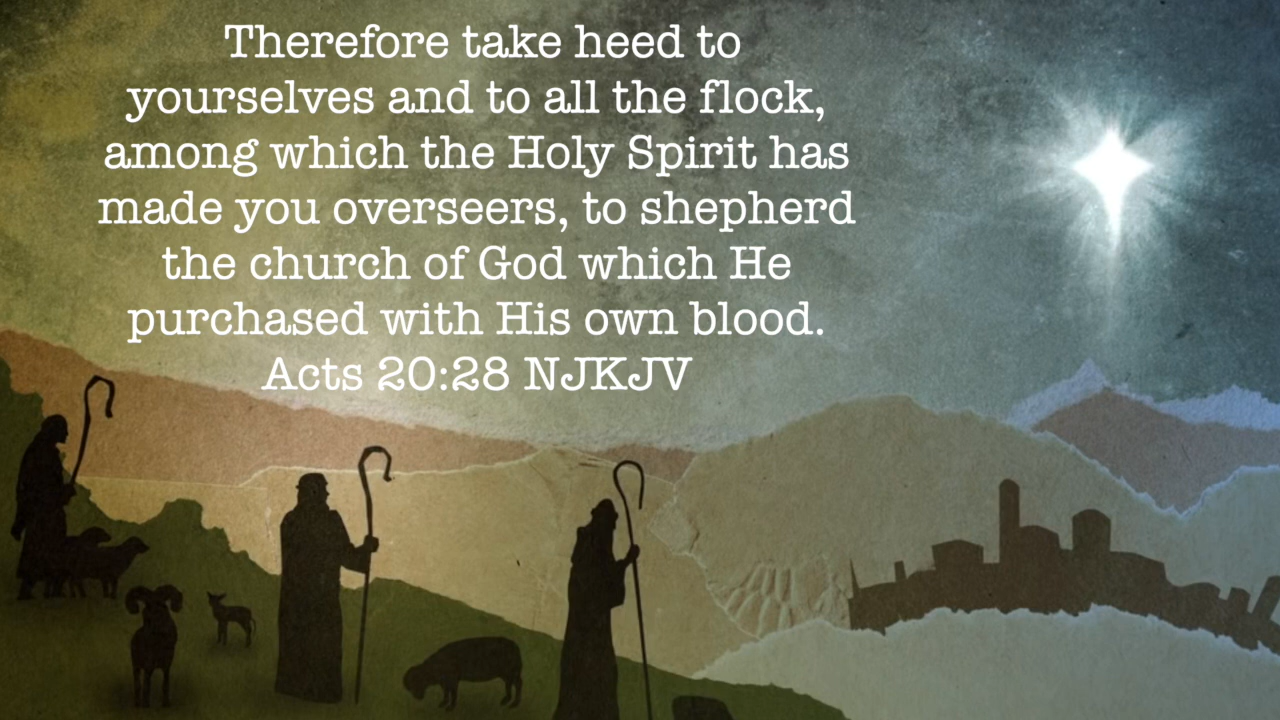 Therefore take heed to
yourselves and to all the flock,
among which the Holy Spirit has
made you overseers, to shepherd
the church of God which He
purchased with His own blood.
Acts 20:28 NJKJV